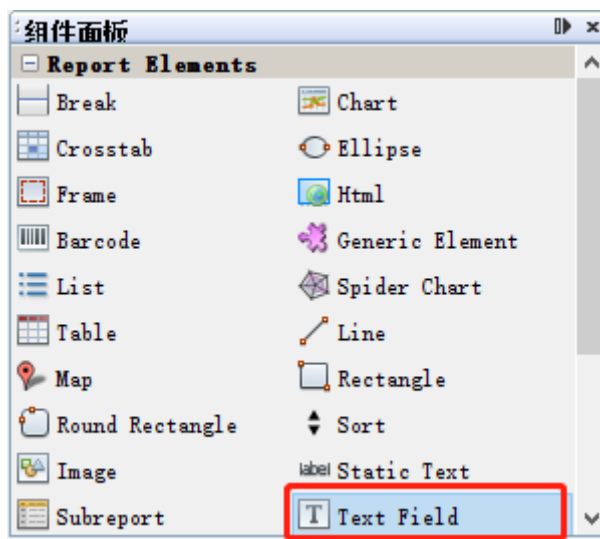 组件面板
Report Elements
Break
Chart
Crosstab
Ellipse
Frame
Html
Barcode
Generic Element
List
Spider Chart
Table
Line
Map
Rectangle
Round Rectangle
Sort
Image
label Static Text
Subreport
T Text Field